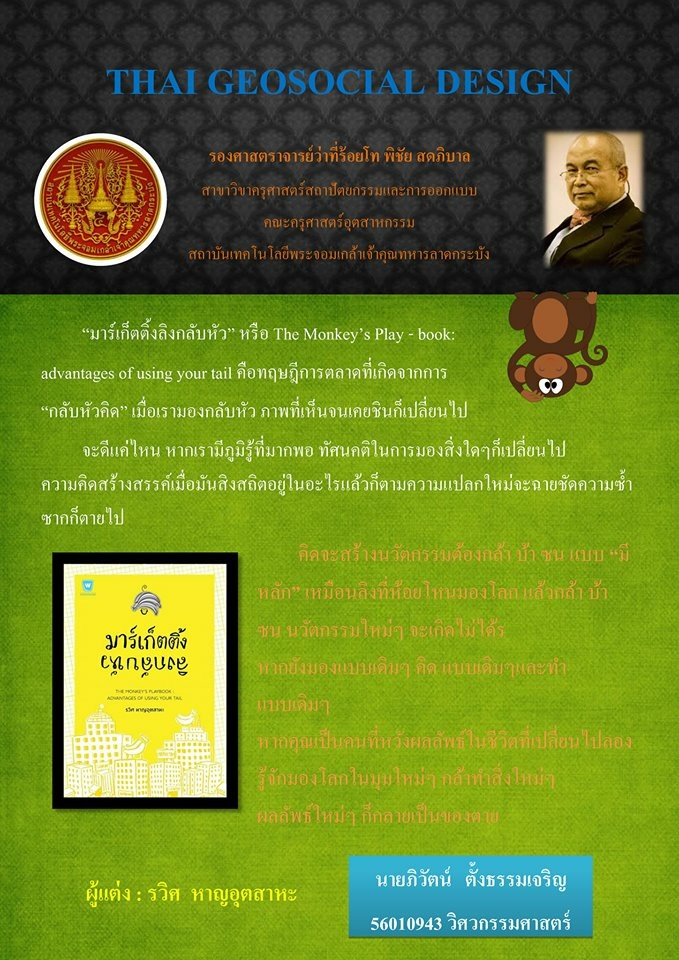 THAI GEOSOCIAL DESIGN
รองศาสตราจารย์ว่าที่ร้อยโท พิชัย สดภิบาล
สาขาวิชาครุศาสตร์สถาปัตยกรรมและการออกแบบ
คณะครุศาสตร์อุตสาหกรรม
สถาบันเทคโนโลยีพระจอมเกล้าเจ้าคุณทหารลาดกระบัง
“มาร์เก็ตติ้งลิงกลับหัว” หรือ The Monkey’s Play - book:
advantages of using your tail คือทฤษฎีการตลาดที่เกิดจากการ
“กลับหัวคิด” เมื่อเรามองกลับหัว ภาพที่เห็นจนเคยชินก็เปลี่ยนไป
จะดีแค่ไหน หากเรามีภูมิรู้ที่มากพอ ทัศนคติในการมองสิ่งใดๆก็เปลี่ยนไป
ความคิดสร้างสรรค์เมื่อมันสิงสถิตอยู่ในอะไรแล้วก็ตามความแปลกใหม่จะฉายชัดความซ้ำ
ซากก็ตายไป
คิดจะสร้างนวัตกรรมต้องกล้า บ้า ชน แบบ “มี
หลัก” เหมือนลิงที่ห้อยโหนมองโลก แล้วกล้า บ้า
ชน นวัตกรรมใหม่ๆ จะเกิดไม่ได้ร
หากยังมองแบบเดิมๆ คิด แบบเดิมๆและทำ
แบบเดิมๆ
หากคุณเป็นคนที่หวังผลลัพธ์ในชีวิตที่เปลี่ยนไปลอง
รู้จักมองโลกในมุมใหม่ๆ กล้าทำสิ่งใหม่ๆ
ผลลัพธ์ใหม่ๆ ก็กลายเป็นของตาย
มาร์เก็ตติ้ง
ลิงกลับหัว
THE MONKEY'S PLAYBOOK :
ADVANTAGES OF USING YOUR TAIL
รวิศ หาญอุตสาหะ
ผู้แต่ง : รวิศ หาญอุตสาหะ
นายภิวัตน์ ตั้งธรรมเจริญ
56010943 วิศวกรรมศาสตร์